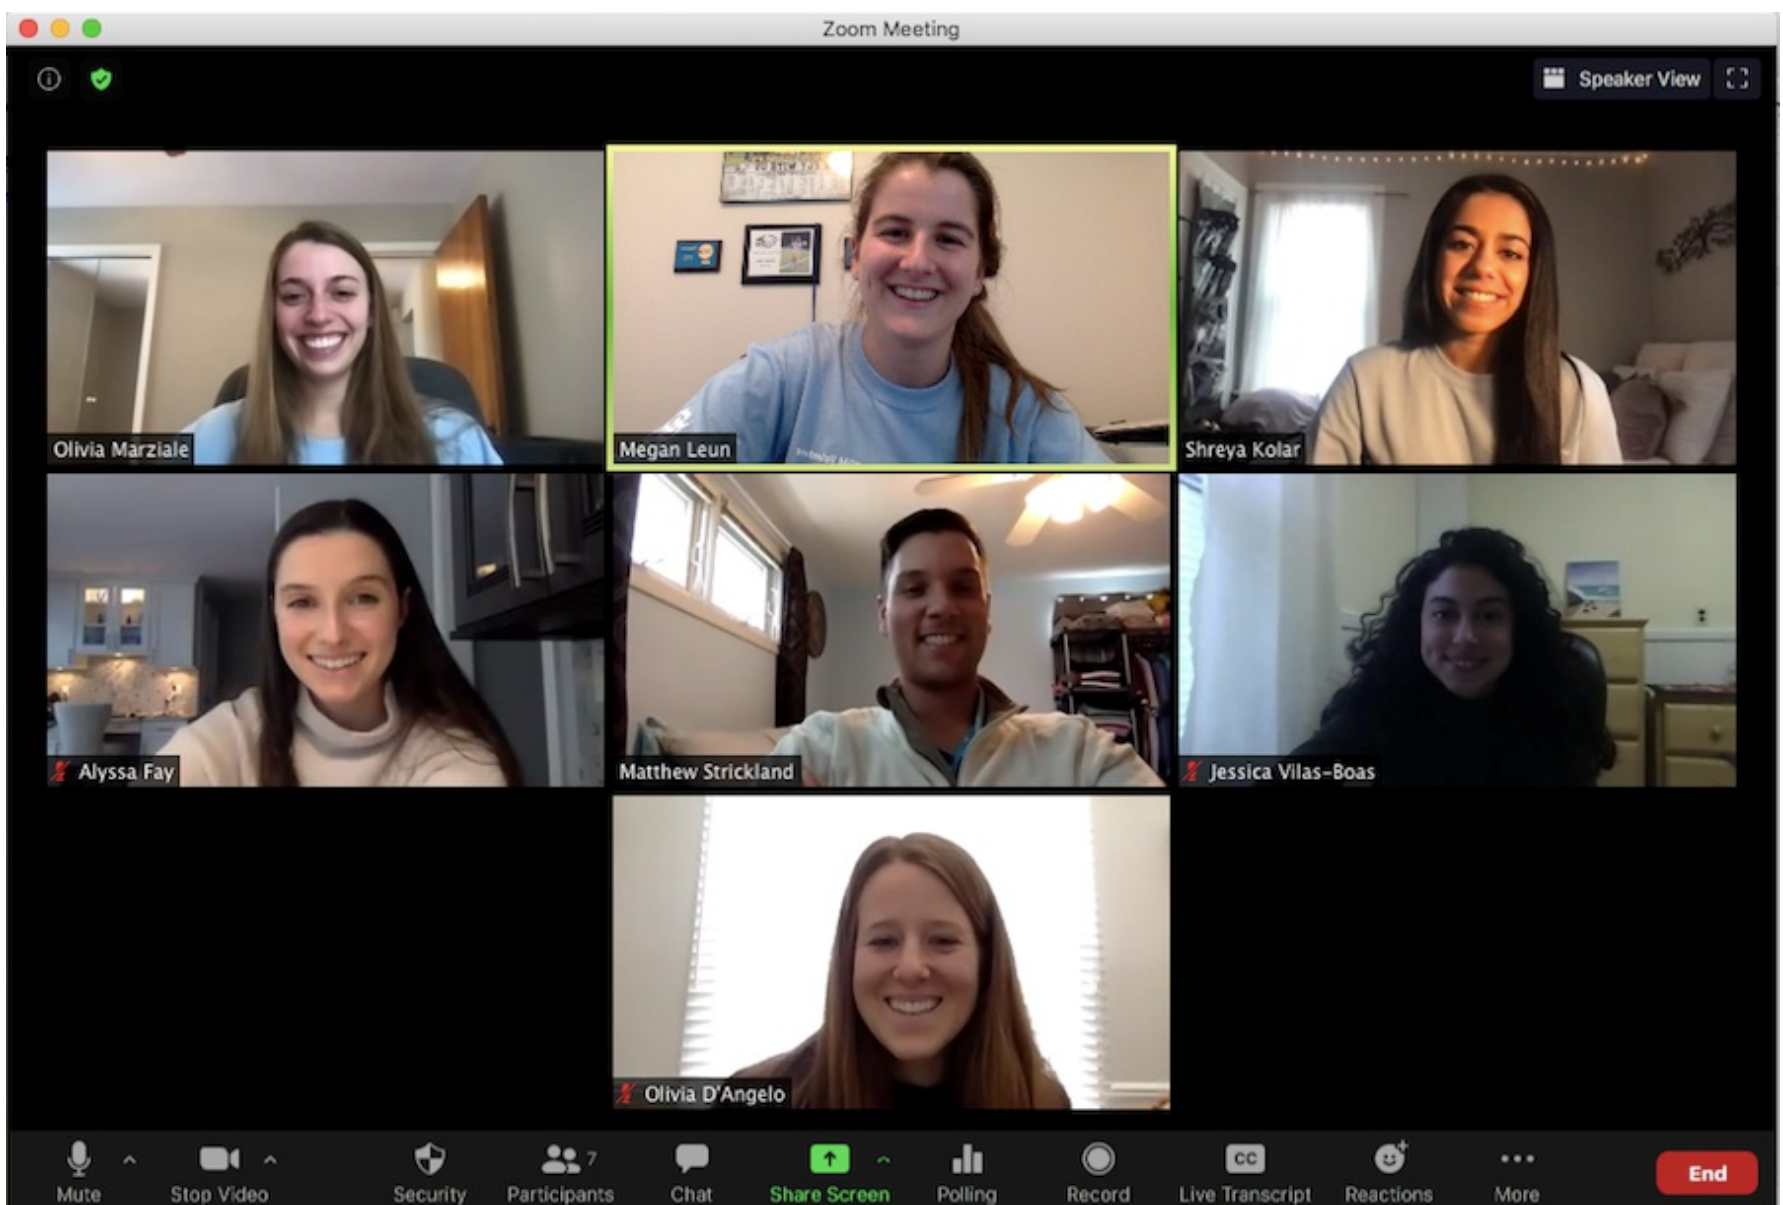 Zoom Meeting
Speaker View
Olivia Marziale
Megan Leun
Shreya Kolar
Alyssa Fay
Matthew Strickland
Jessica Vilas-Boas
Olivia D'Angelo
7
CC
Mute
Stop Video
Security
Participants
Chat
Share Screen
Polling
Record
Live Transcript
Reactions
More
End